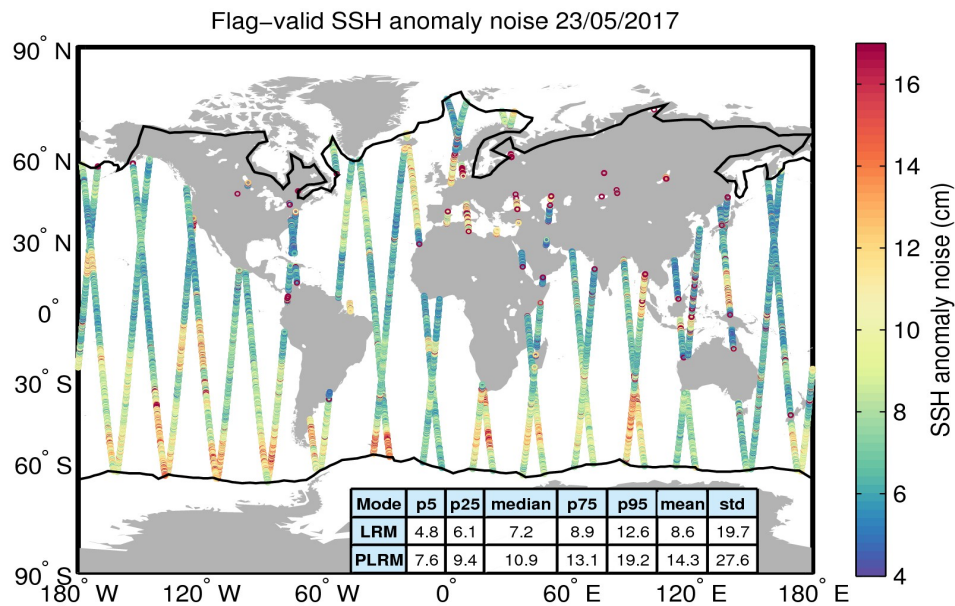 Flag−valid SSH anomaly noise 23/05/2017
90° N
60° N
30° N
0°
30° S
60° S
90° S
180° W
120° W
60° W
0°
60° E
120° E
180° E
16
14
12
10
8
6
4
SSH anomaly noise (cm)
Mode p5 p25 median p75 p95 mean std
LRM 4.8 6.1 7.2 8.9 12.6 8.6 19.7
PLRM 7.6 9.4 10.9 13.1 19.2 14.3 27.6